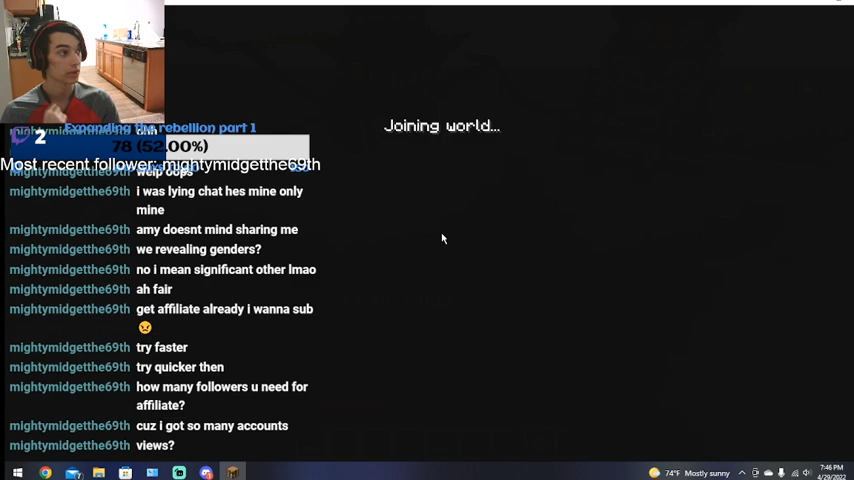 Joining world...
Expanding the rebellion part 1
2
78 (52.00%)
Most recent follower: mightymidgetthe69th
mightymidgetthe69th welp oops
mightymidgetthe69th i was lying chat hes mine only
mine
mightymidgetthe69th amy doesnt mind sharing me
mightymidgetthe69th we revealing genders?
mightymidgetthe69th no i mean significant other lmao
mightymidgetthe69th ah fair
mightymidgetthe69th get affiliate already i wanna sub
mightymidgetthe69th try faster
mightymidgetthe69th try quicker then
mightymidgetthe69th how many followers u need for
affiliate?
mightymidgetthe69th cuz i got so many accounts
mightymidgetthe69th views?
74°F Mostly sunny
7:46 PM
4/29/2022